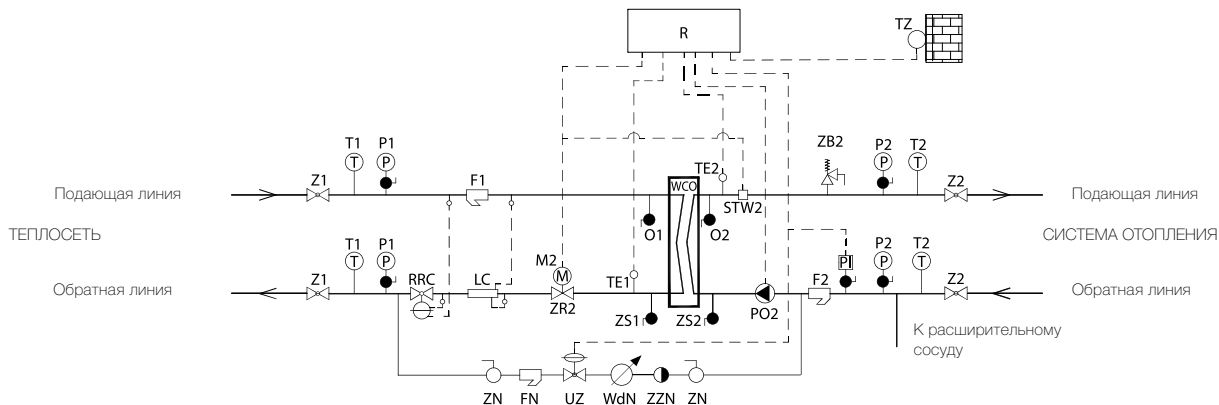 R
TZ
T1
P1
Z1
F1
WCO
TE2
STW2
ZB2
P2
T2
Z2
T
P
P
T
Подающая линия
Подающая линия
O1
O2
ТЕПЛОСЕТЬ
СИСТЕМА ОТОПЛЕНИЯ
T1
P1
Z1
RRC
LC
M2
M
ZR2
TE1
PI
P2
T2
F2
Z2
T
P
P
T
Обратная линия
Обратная линия
ZS1
ZS2
PO2
К расширительному
сосуду
ZN
FN
UZ
WdN
ZZN
ZN